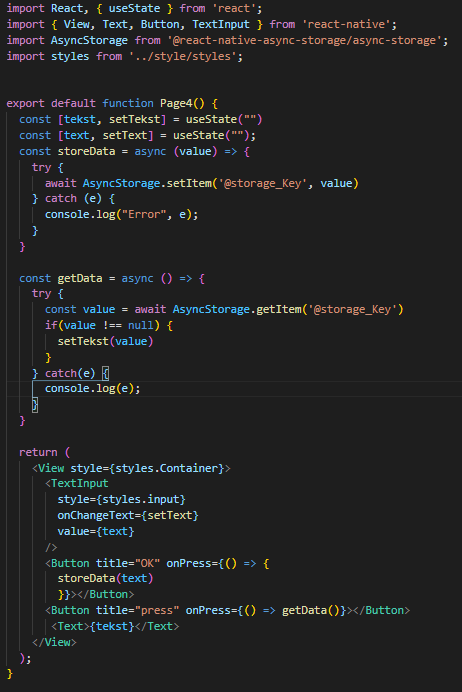 import React, { useState } from 'react';
import { View, Text, Button, TextInput } from 'react-native';
import AsyncStorage from '@react-native-async-storage/async-storage';
import styles from '../style/styles';

export default function Page4() {
  const [tekst, setTekst] = useState("")
  const [text, setText] = useState("");
  const storeData = async (value) => {
    try {
      await AsyncStorage.setItem('@storage_Key', value)
    } catch (e) {
      console.log("Error", e);
    }
  }

  const getData = async () => {
    try {
      const value = await AsyncStorage.getItem('@storage_Key')
      if(value !== null) {
        setTekst(value)
      }
    } catch(e) {
      console.log(e);
    }
  }

  return (
    <View style={styles.Container}>
      <TextInput
        style={styles.input}
        onChangeText={setText}
        value={text}
      />
      <Button title="OK" onPress={() => {
        storeData(text)
        }}></Button>
      <Button title="press" onPress={() => getData()}></Button>
       <Text>{tekst}</Text>
    </View>
  );
}